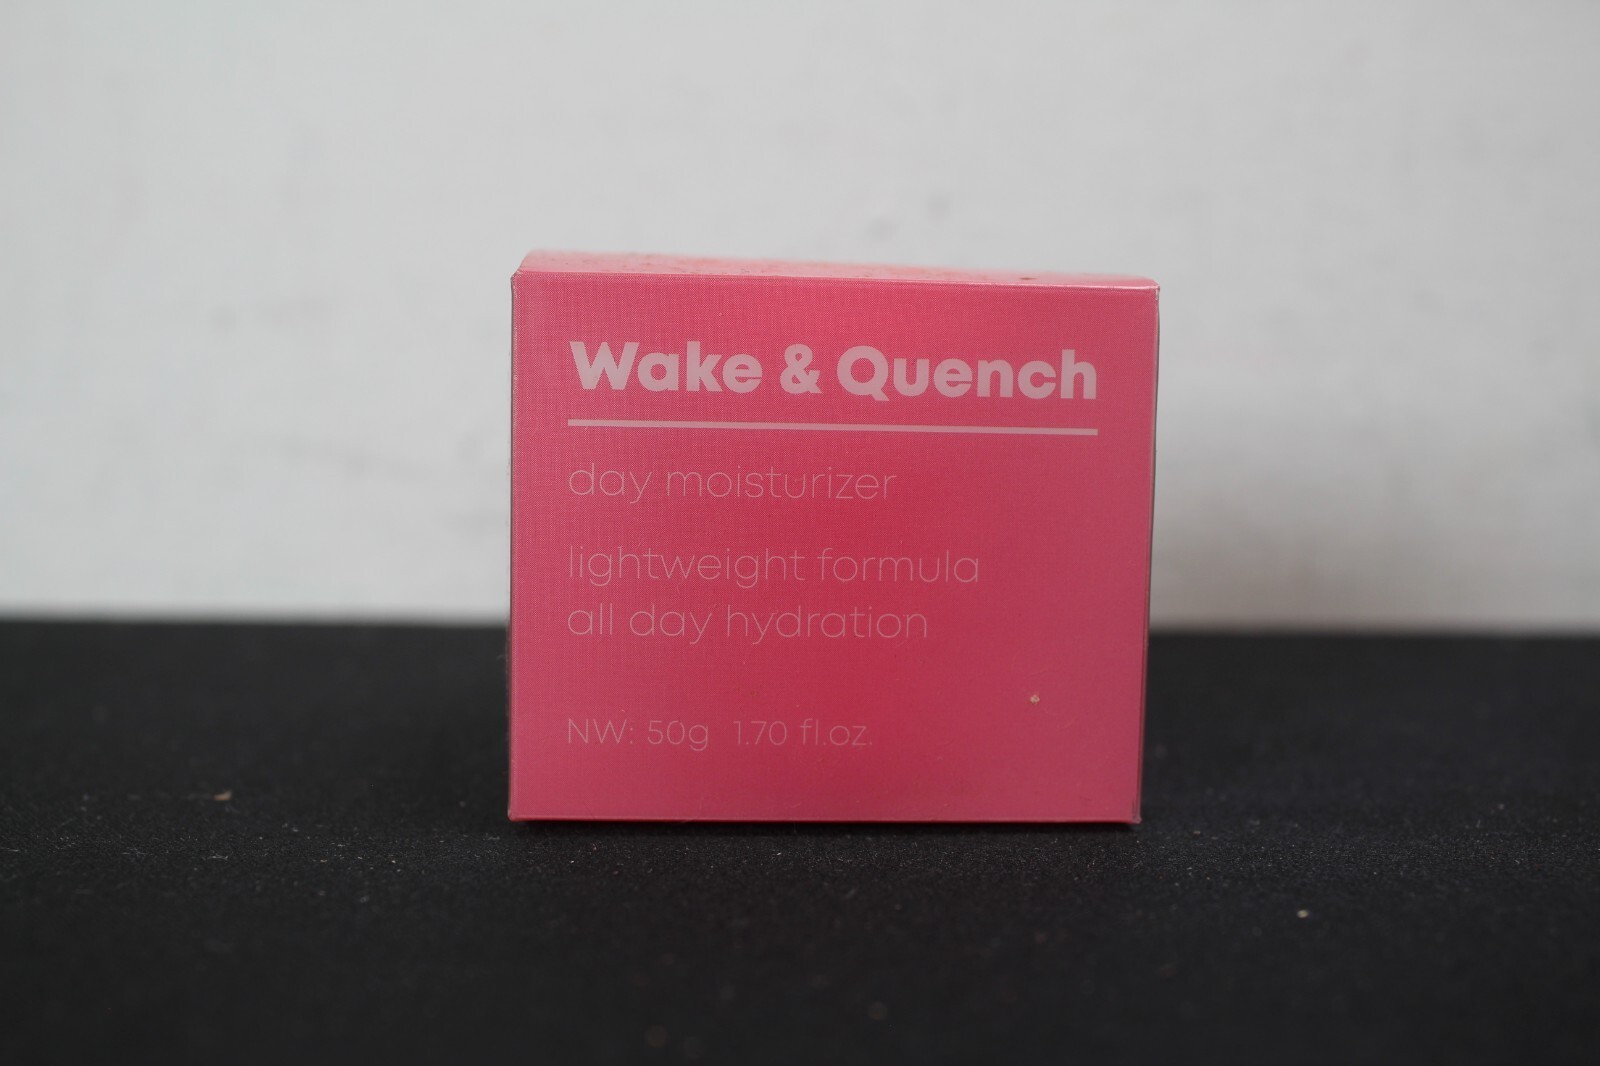 Wake & Quench
day moisturizer
lightweight formula
all day hydration
NW: 50g 1.70 fl.oz.